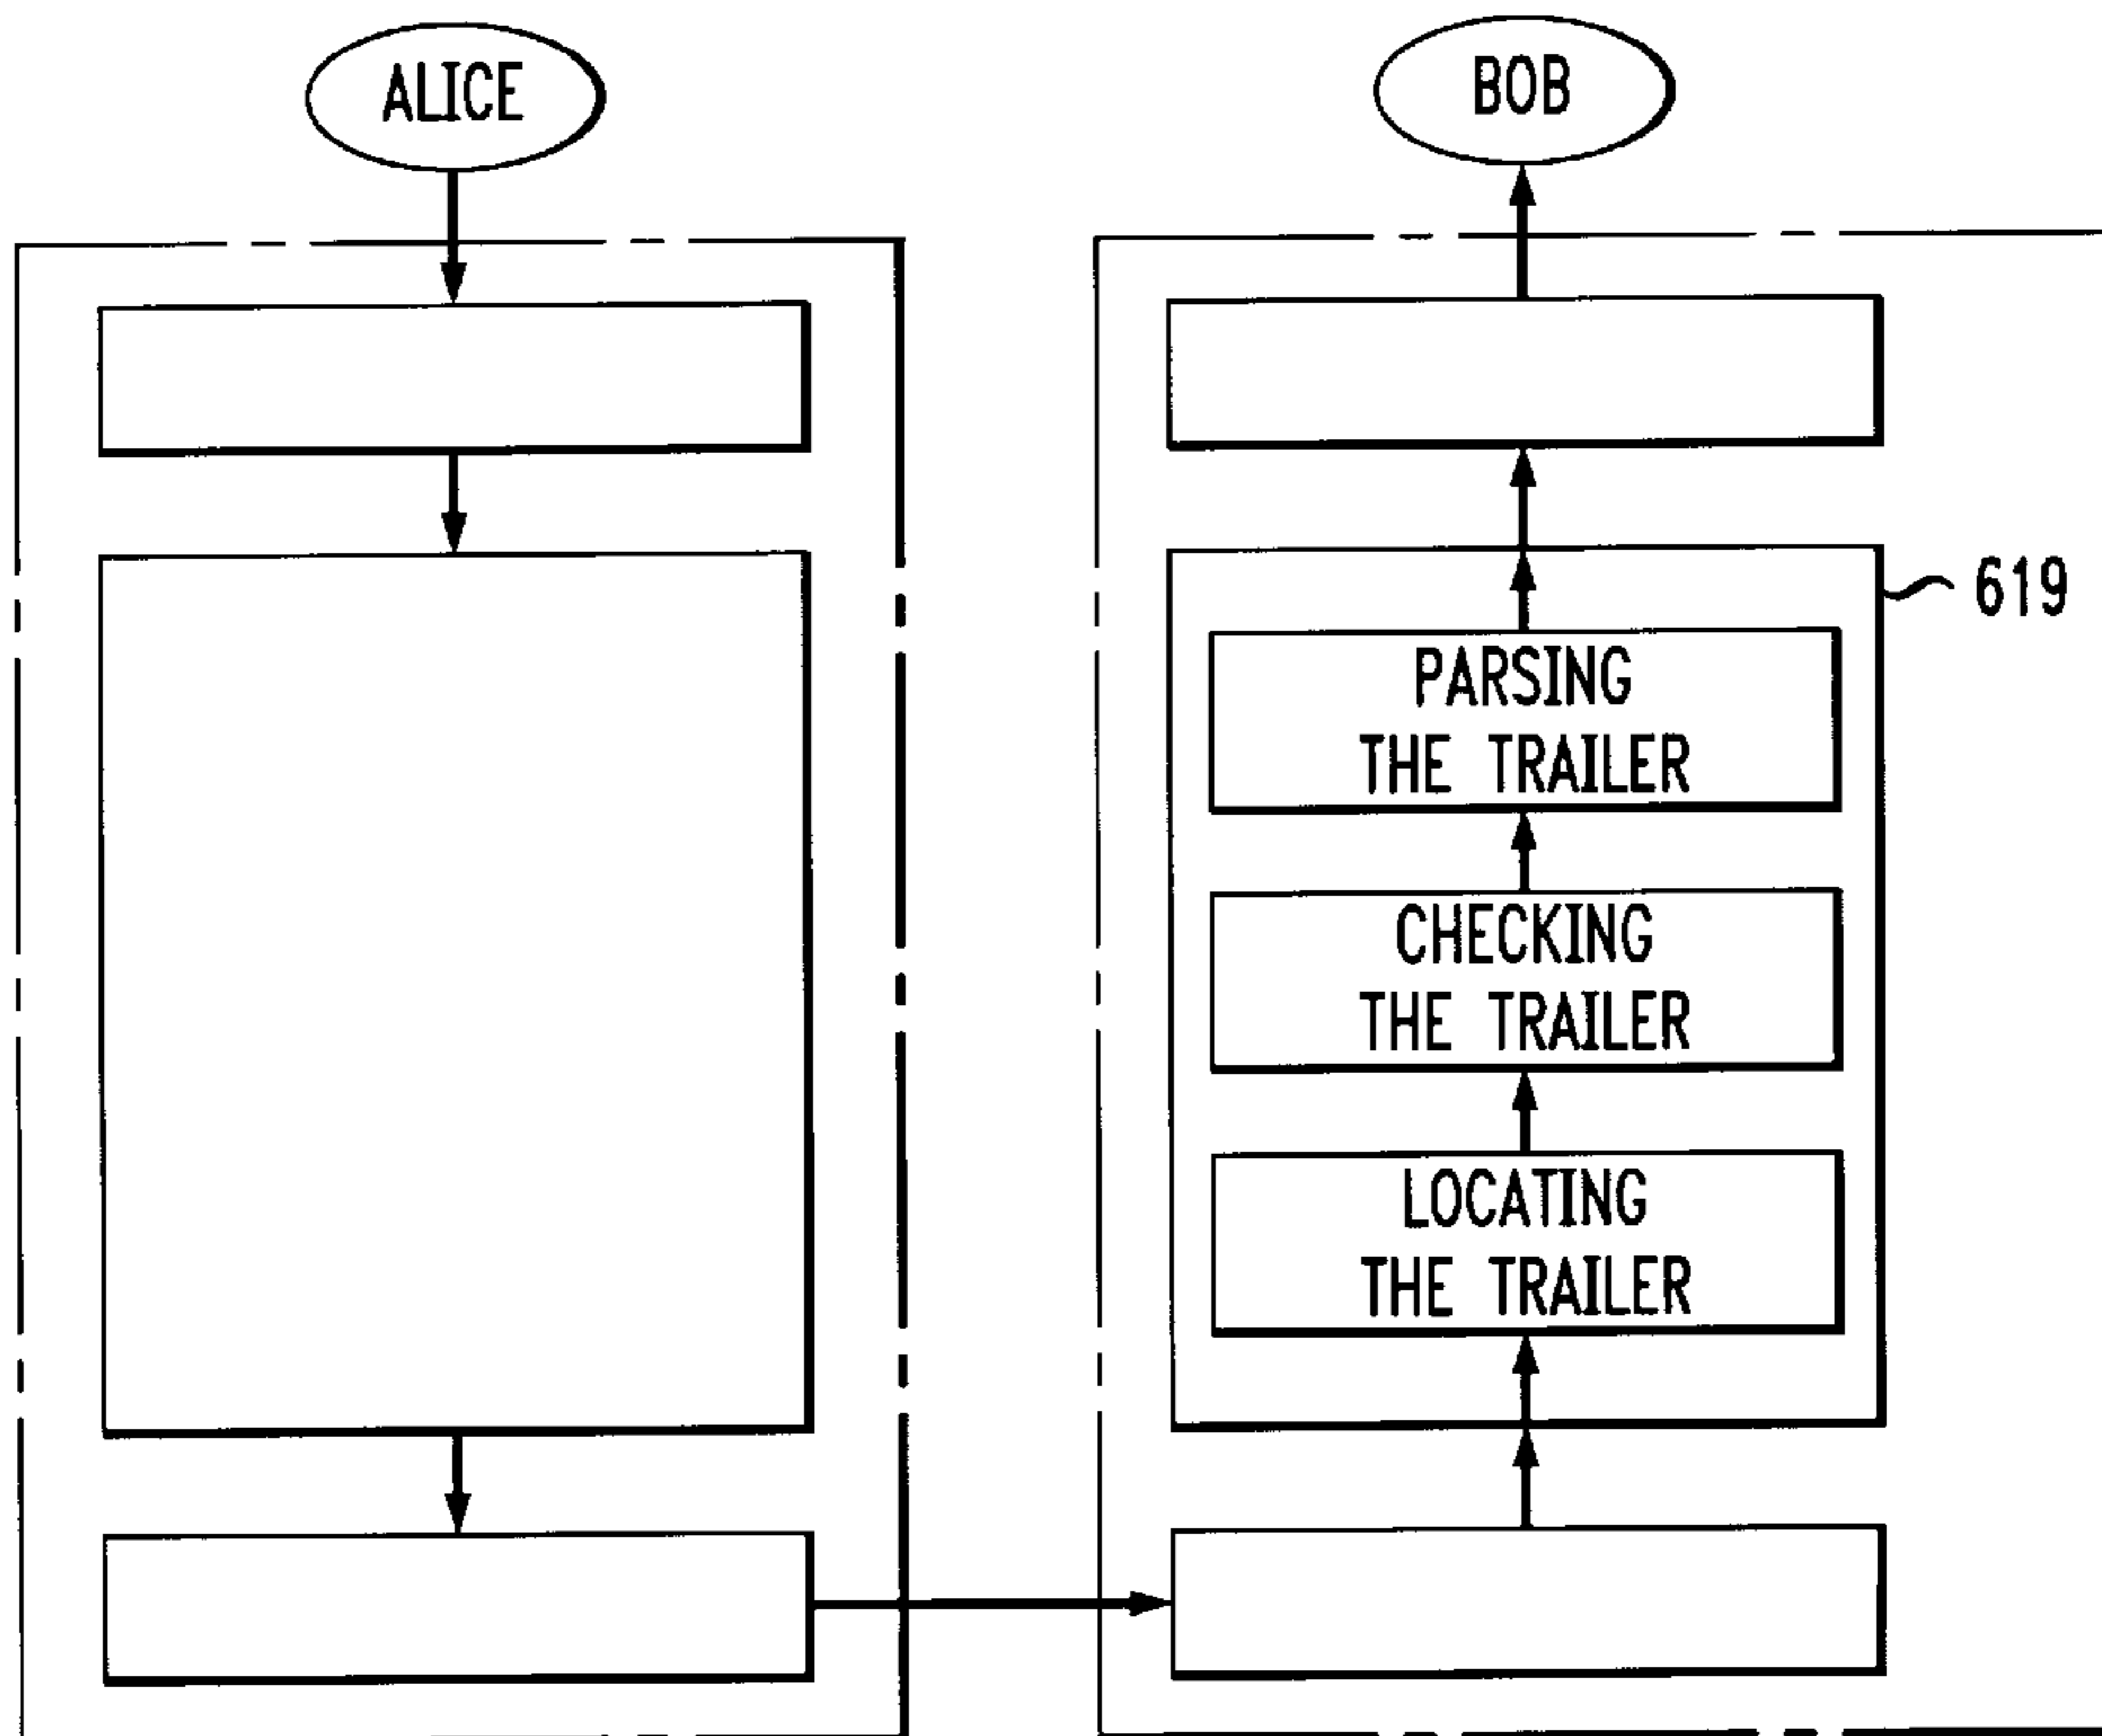 ALICE
BOB
619
PARSING
THE TRAILER
CHECKING
THE TRAILER
LOCATING
THE TRAILER